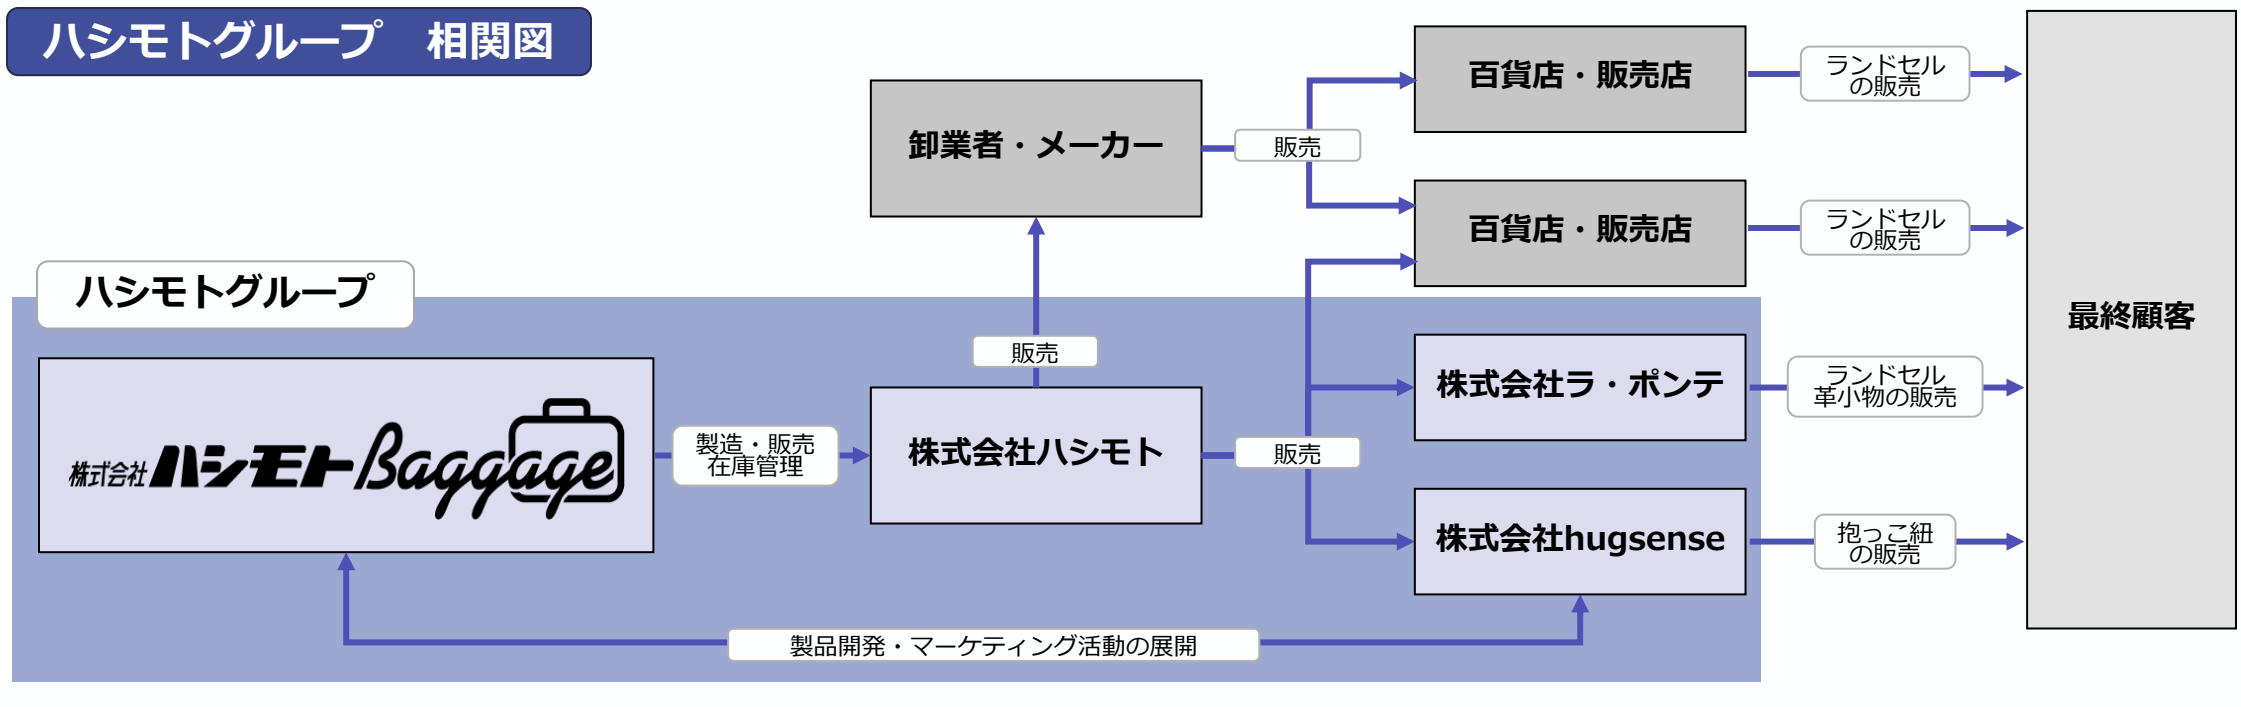 ハシモトグループ　相関図
百貨店・販売店
ランドセル
の販売
卸業者・メーカー
販売
百貨店・販売店
ランドセル
の販売
最終顧客
ハシモトグループ
販売
株式会社ハシモトBaggage
製造・販売
在庫管理
株式会社ハシモト
販売
株式会社ラ・ポンテ
ランドセル
革小物の販売
株式会社hugsense
抱っこ紐
の販売
製品開発・マーケティング活動の展開